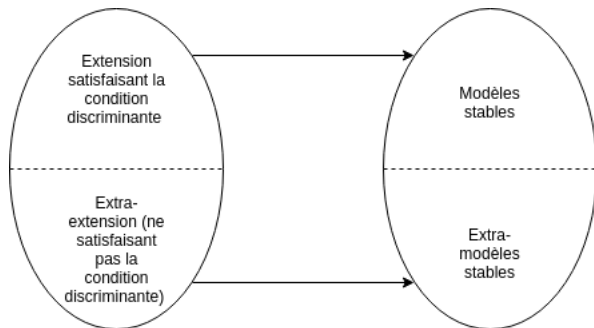 Extension
satisfaisant la
condition
discriminante
Modèles
stables
Extra-
extension (ne
satisfaisant
pas la
condition
discriminante)
Extra-
modèles
stables